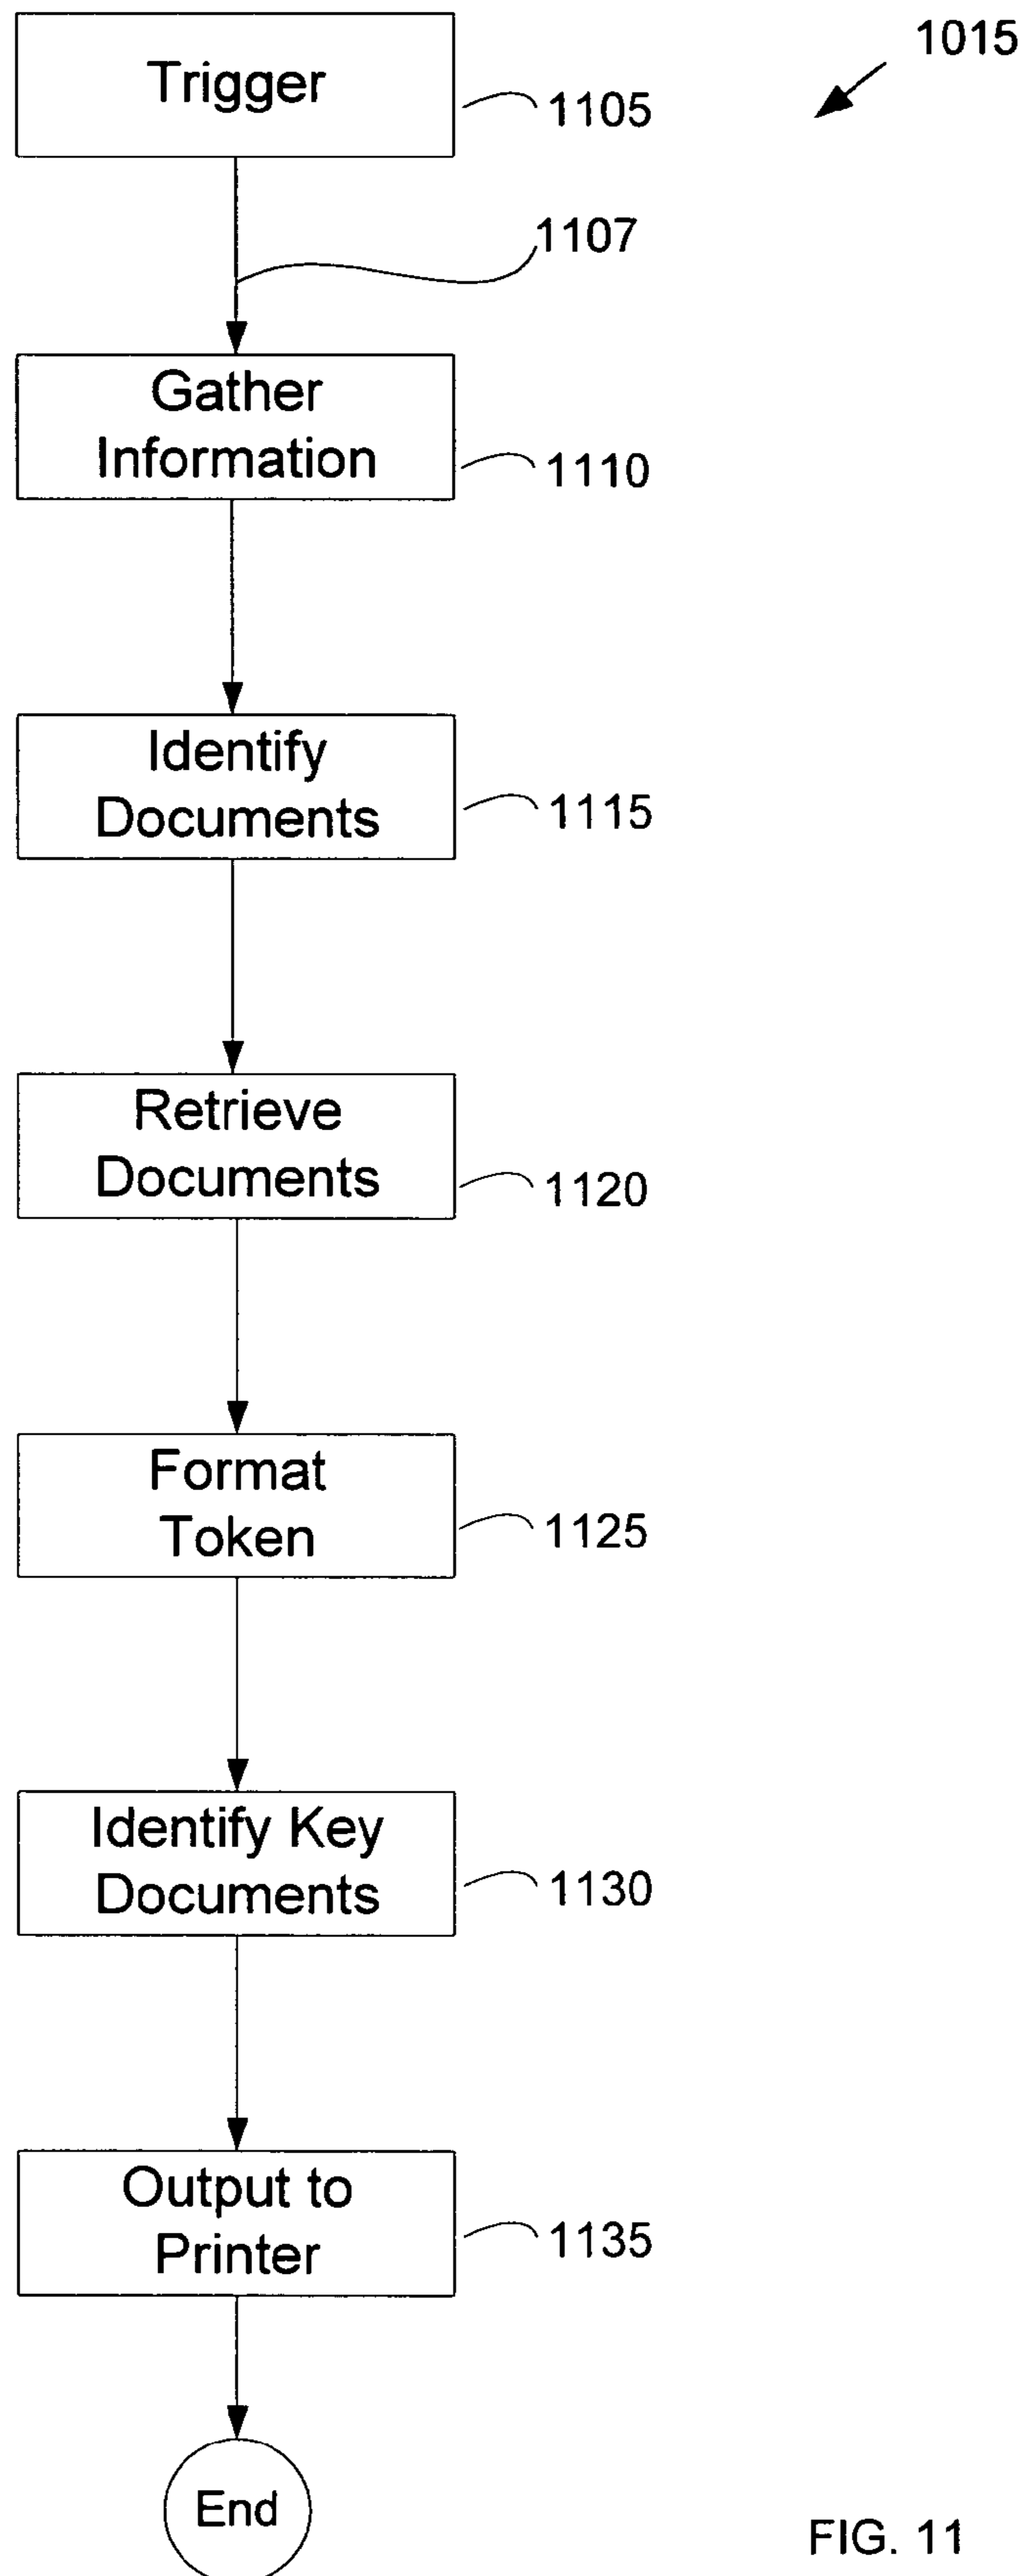 1015
Trigger
1105
1107
Gather
Information
1110
Identify
Documents
1115
Retrieve
Documents
1120
Format
Token
1125
Identify Key
Documents
1130
Output to
Printer
1135
End
FIG. 11